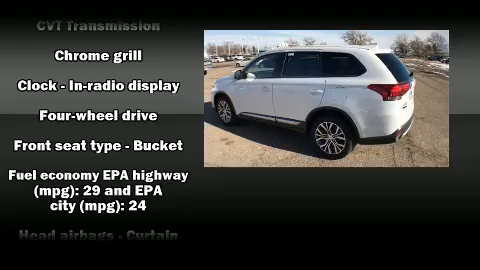 CVT Transmission
Chrome grill
Clock - In-radio display
Four-wheel drive
Front seat type - Bucket
Fuel economy EPA highway
(mpg): 29 and EPA
city (mpg): 24
Head airbags - Curtain